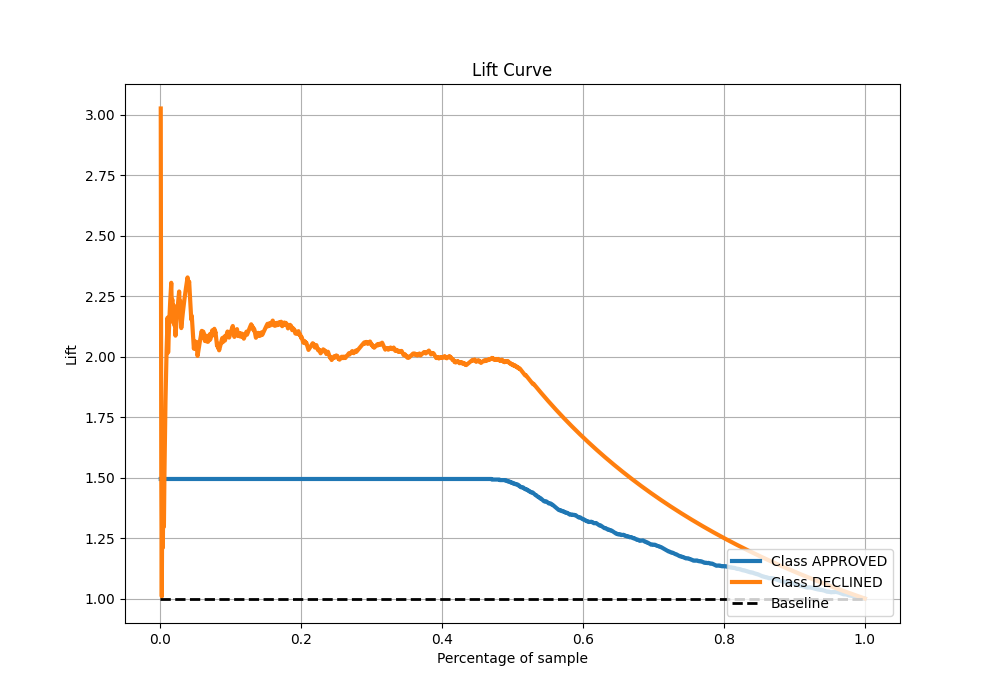 Lift Curve
3.00
2.75
2.50
2.25
2.00
1.75
1.50
1.25
1.00
Lift
0.0
0.2
0.4
0.6
0.8
1.0
Percentage of sample
Class APPROVED
Class DECLINED
Baseline